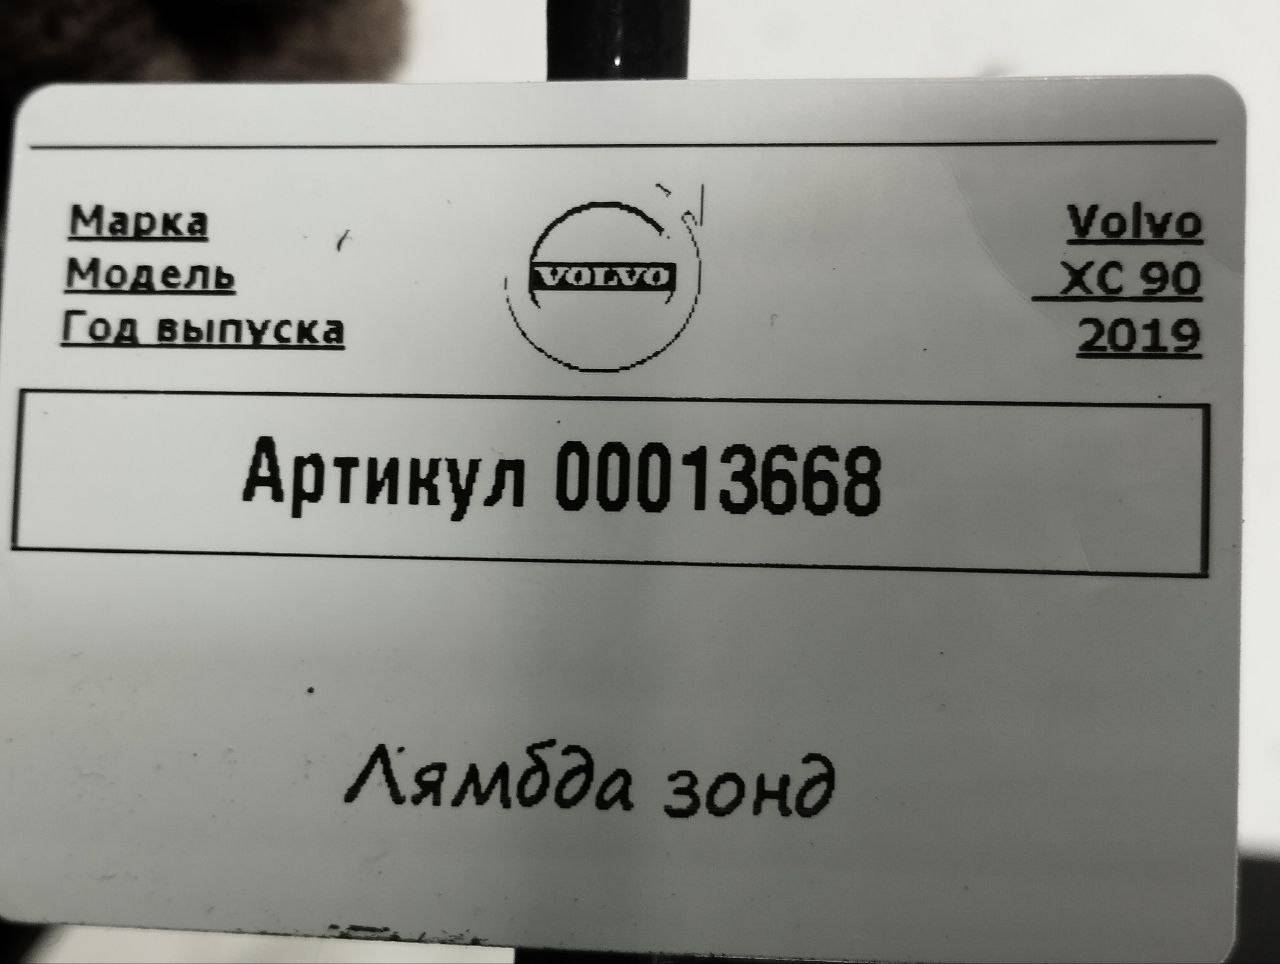 Марка
Volvo
Модель
XC 90
Год выпуска
2019
VOLVO
Артикул 00013668
Лямбда зонд